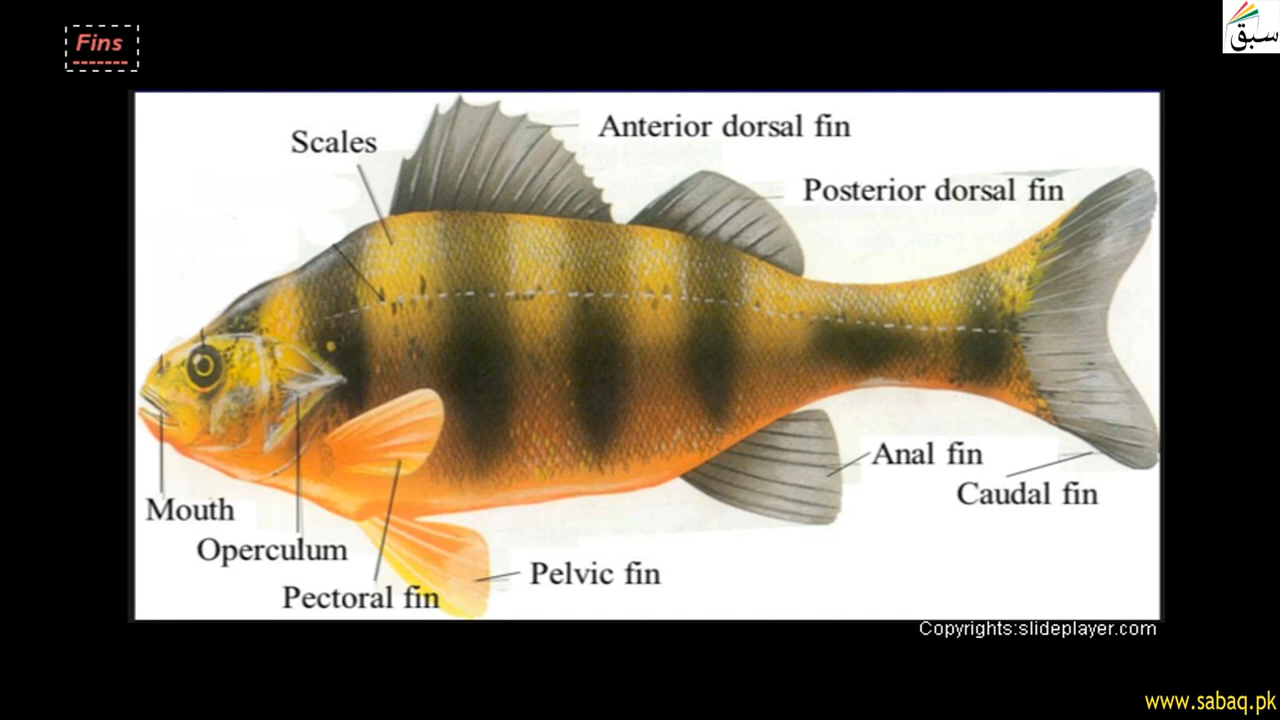 Fins
-------
سبق
Scales
Anterior dorsal fin
Posterior dorsal fin
Anal fin
Caudal fin
Mouth
Operculum
Pelvic fin
Pectoral fin
Copyrights:slideplayer.com
www.sabaq.pk